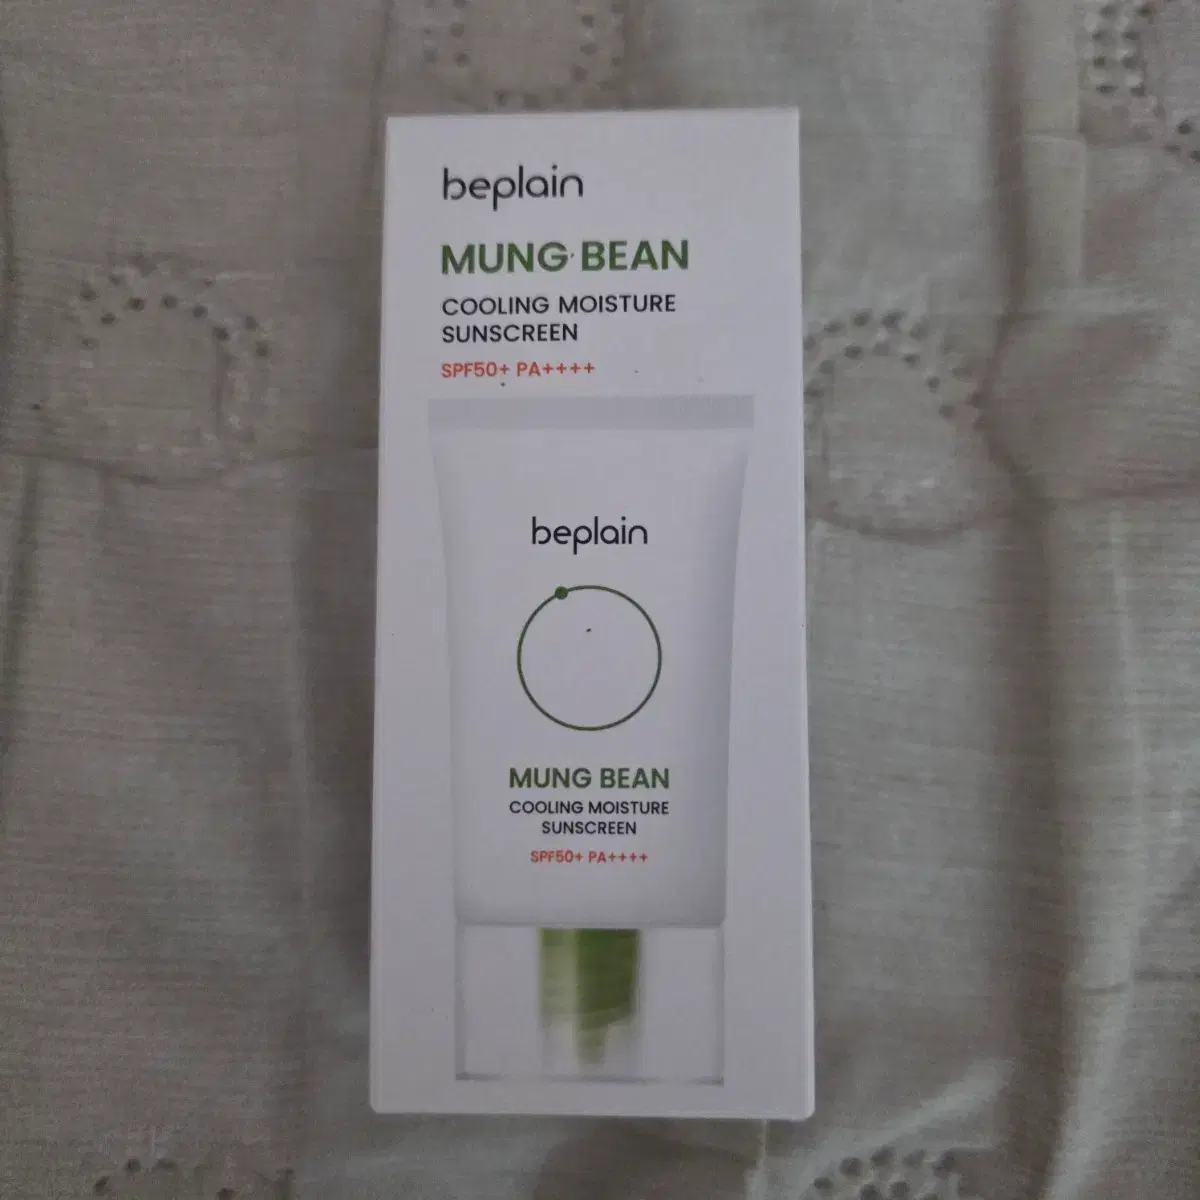 beplain
MUNG BEAN
COOLING MOISTURE
SUNSCREEN
SPF50+ PA++++
beplain
MUNG BEAN
COOLING MOISTURE
SUNSCREEN
SPF50+ PA++++